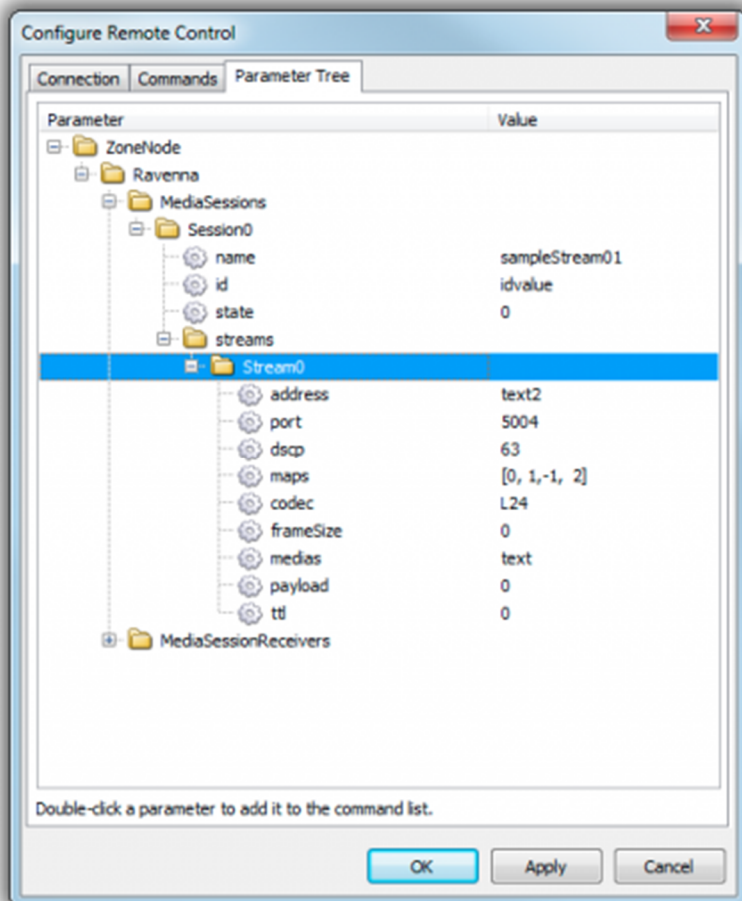 Configure Remote Control
Connection Commands Parameter Tree
Parameter Value
ZoneNode
Ravenna
MediaSessions
Session0
name sampleStream01
id idvalue
state 0
streams
Stream0
address text2
port 5004
dscp 63
maps [0, 1,-1, 2]
codec L24
frameSize 0
medias text
payload 0
ttl 0
MediaSessionReceivers
Double-click a parameter to add it to the command list.
OK Apply Cancel